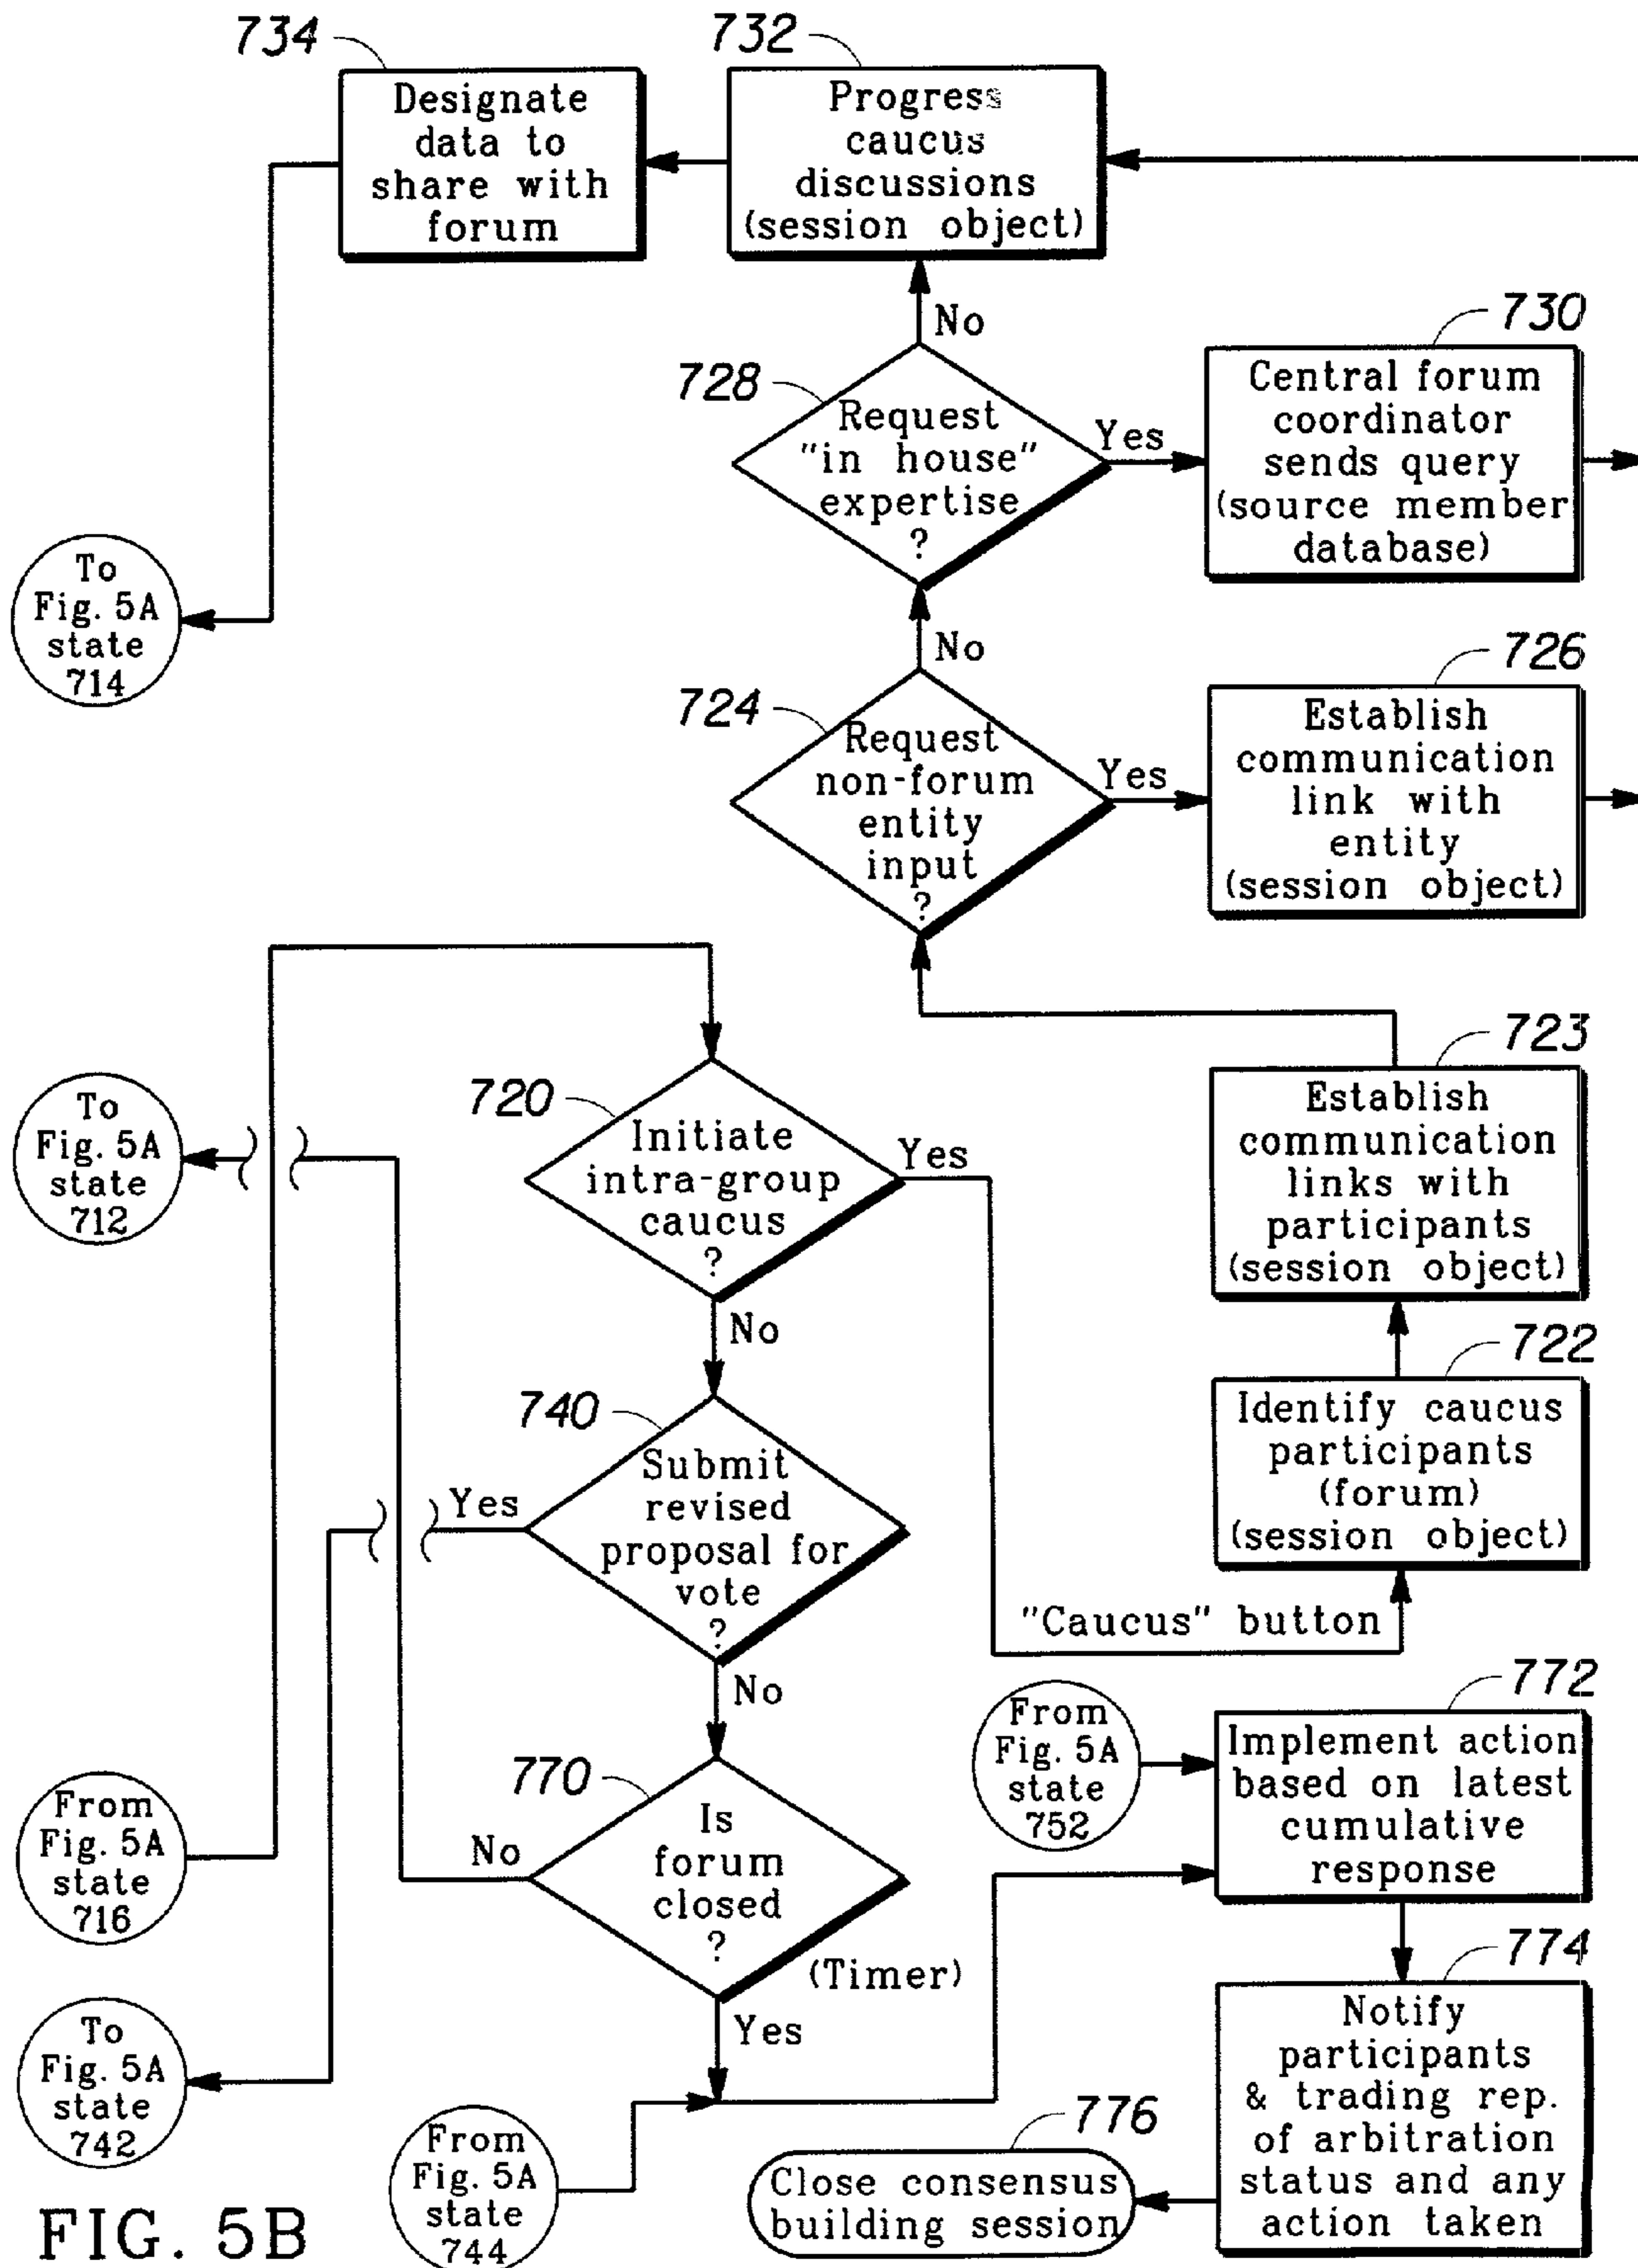 734
Designate
data to
share with
forum
732
Progress
caucus
discussions
(session object)
No
728
Request
"in house"
expertise
?
Yes
730
Central forum
coordinator
sends query
(source member
database)
To
Fig. 5A
state
714
No
724
Request
non-forum
entity
input
?
Yes
726
Establish
communication
link with
entity
(session object)
To
Fig. 5A
state
712
720
Initiate
intra-group
caucus
?
Yes
723
Establish
communication
links with
participants
(session object)
No
722
Identify caucus
participants
(forum)
(session object)
"Caucus" button
740
Submit
revised
proposal for
vote
?
Yes
No
770
Is
forum
closed
?
No
(Timer)
Yes
From
Fig. 5A
state
716
From
Fig. 5A
state
752
772
Implement action
based on latest
cumulative
response
774
Notify
participants
& trading rep.
of arbitration
status and any
action taken
To
Fig. 5A
state
742
From
Fig. 5A
state
744
776
Close consensus
building session
FIG. 5B